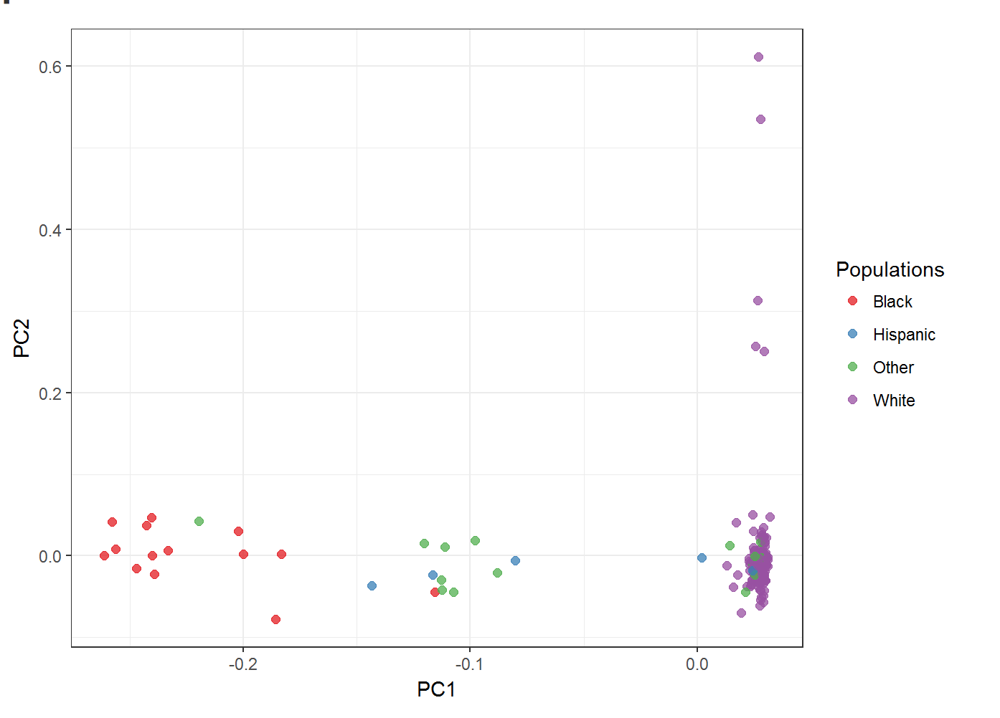 0.6
0.4
0.2
0.0
-0.2
-0.1
0.0
PC1
PC2
Populations
Black
Hispanic
Other
White